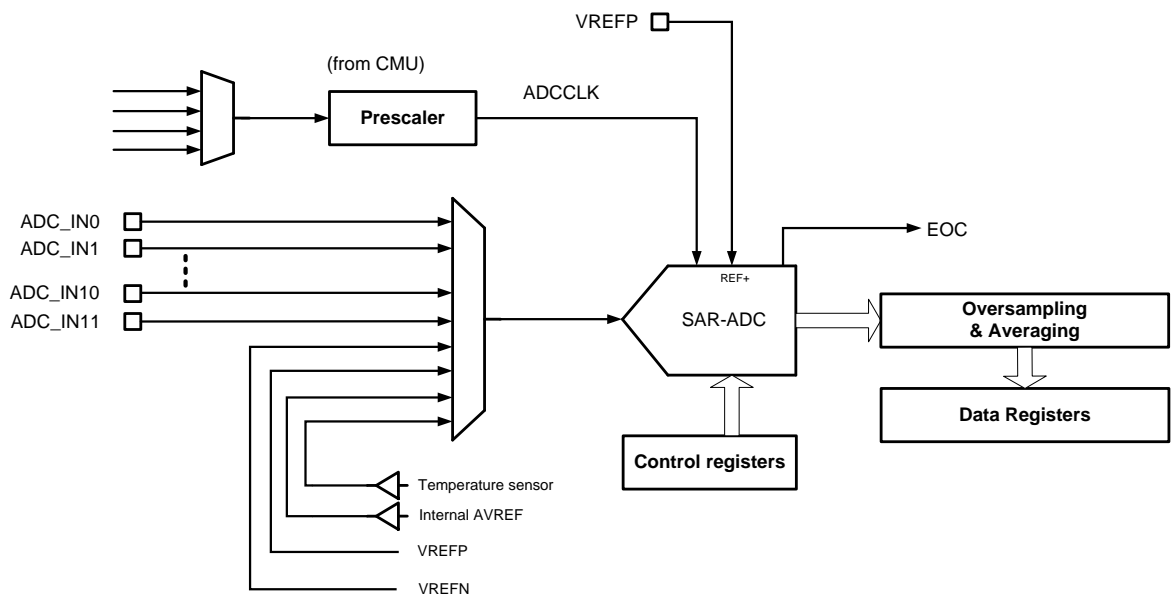 VREFP
(from CMU)
ADCCLK
Prescaler
ADC_IN0
ADC_IN1
ADC_IN10
ADC_IN11
EOC
REF+
SAR-ADC
Oversampling
& Averaging
Data Registers
Control registers
Temperature sensor
Internal AVREF
VREFP
VREFN